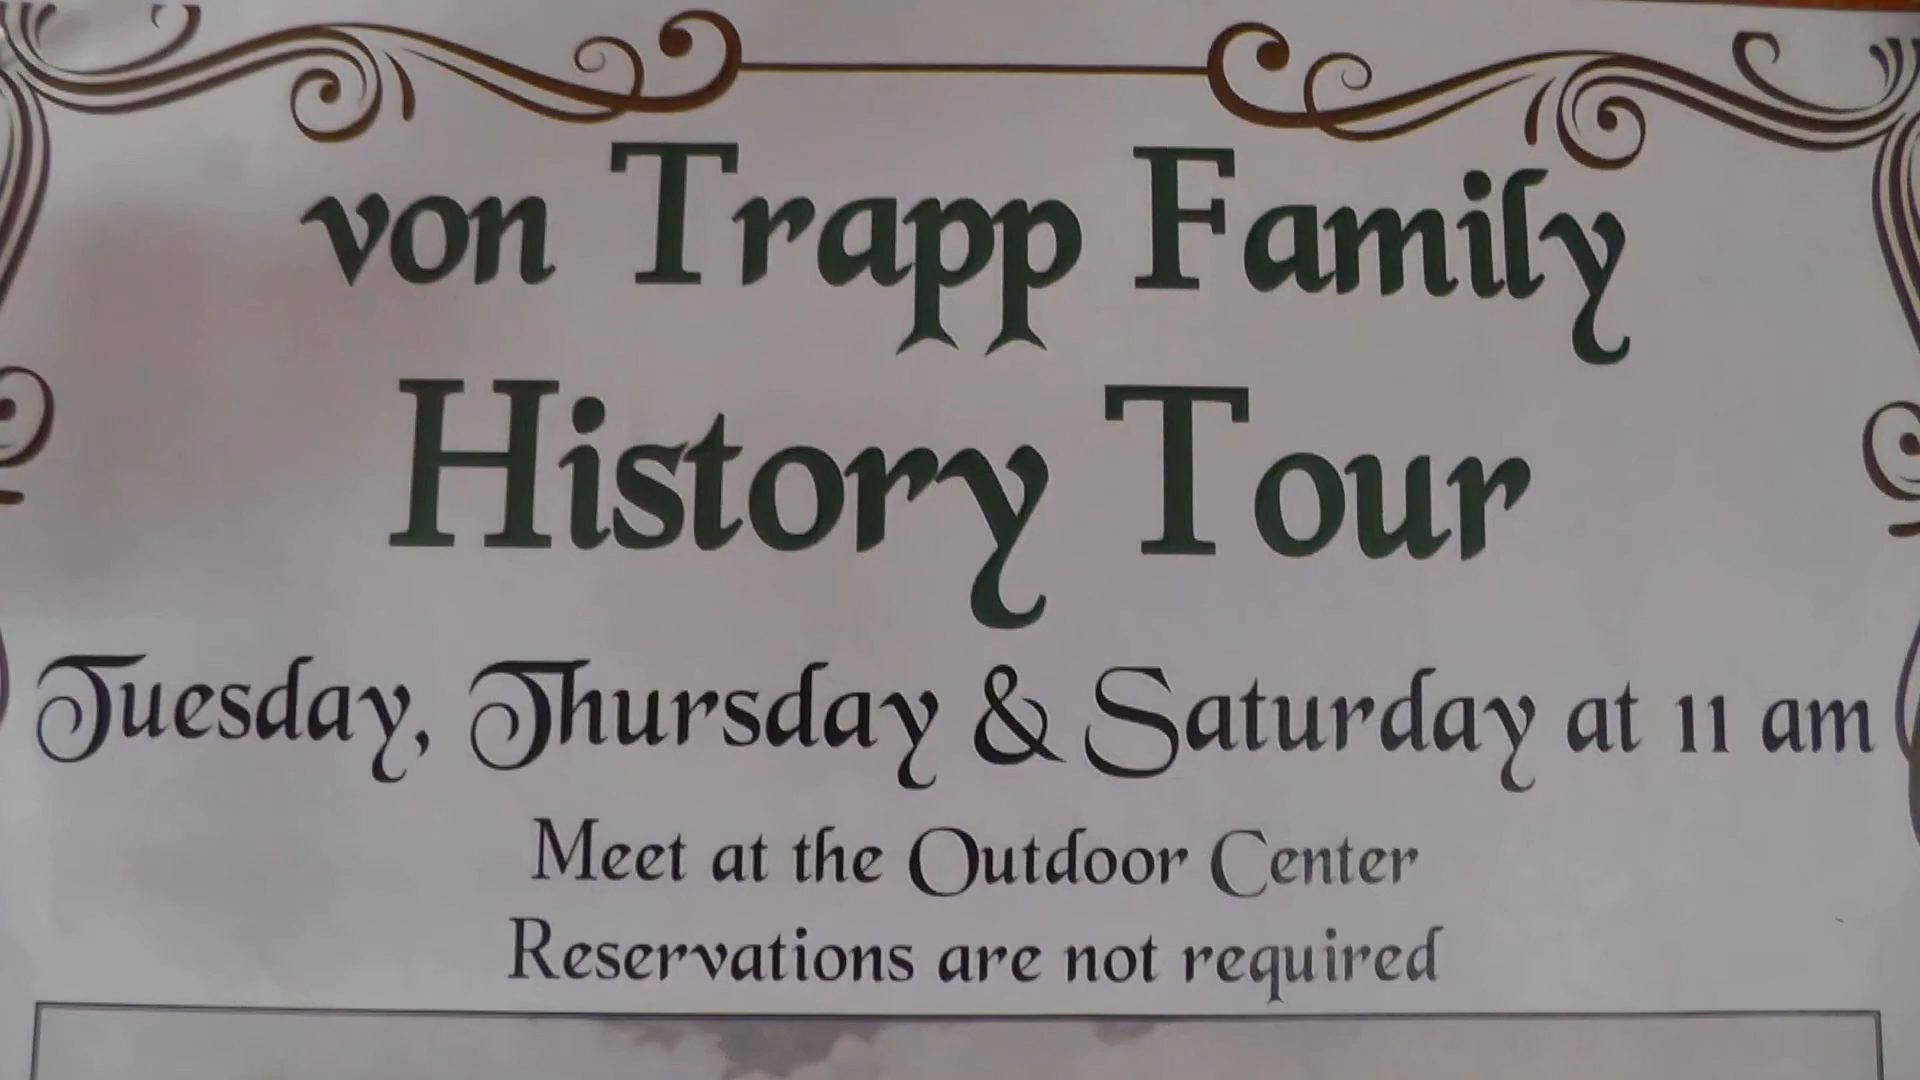 von Trapp Family
History Tour
Tuesday, Thursday & Saturday at 11 am
Meet at the Outdoor Center
Reservations are not required